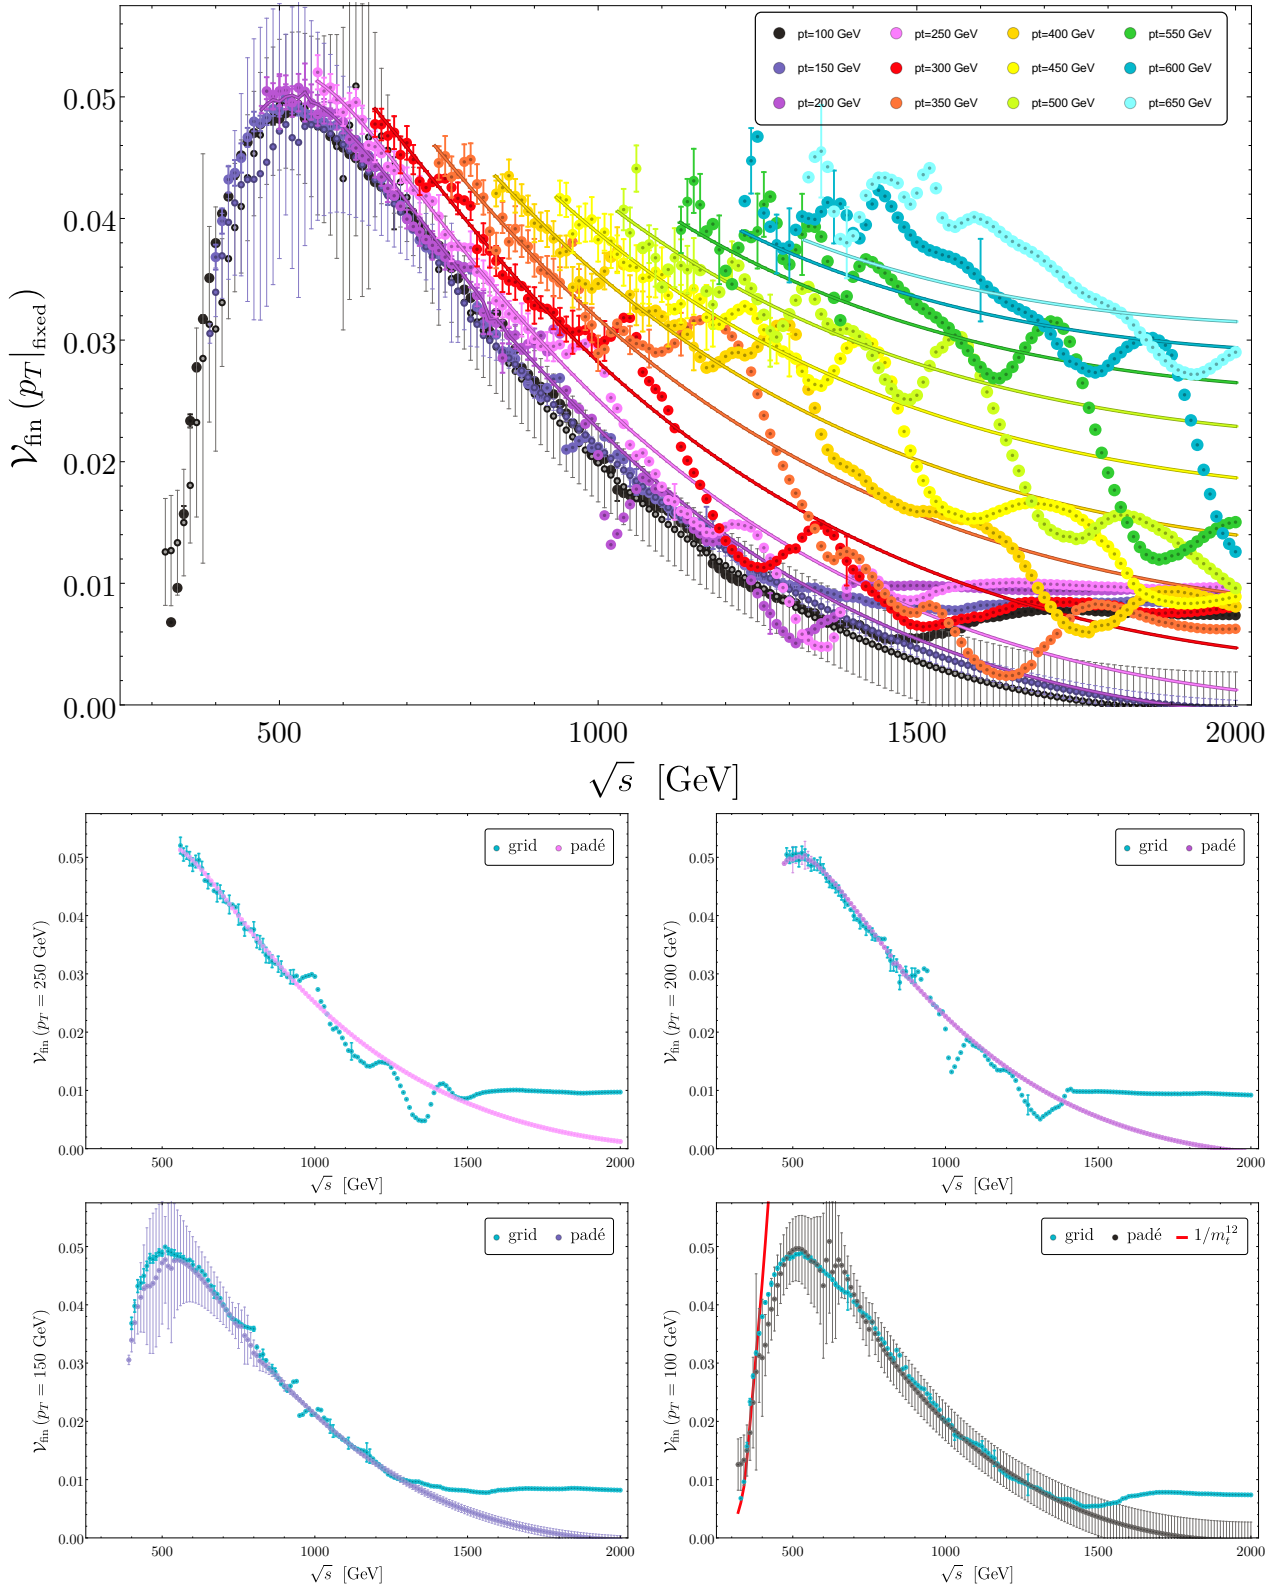 pt=100 GeV pt=250 GeV pt=400 GeV pt=550 GeV
pt=150 GeV pt=300 GeV pt=450 GeV pt=600 GeV
pt=200 GeV pt=350 GeV pt=500 GeV pt=650 GeV
0.05
0.04
0.03
0.02
0.01
0.00
𝒱fin (pT|fixed)
500 1000 1500 2000
√s [GeV]
grid padé
0.05
0.04
0.03
0.02
0.01
0.00
𝒱fin (pT = 250 GeV)
500 1000 1500 2000
√s [GeV]
grid padé
0.05
0.04
0.03
0.02
0.01
0.00
𝒱fin (pT = 200 GeV)
500 1000 1500 2000
√s [GeV]
grid padé
0.05
0.04
0.03
0.02
0.01
0.00
𝒱fin (pT = 150 GeV)
500 1000 1500 2000
√s [GeV]
grid padé 1/m_t^12
0.05
0.04
0.03
0.02
0.01
0.00
𝒱fin (pT = 100 GeV)
500 1000 1500 2000
√s [GeV]